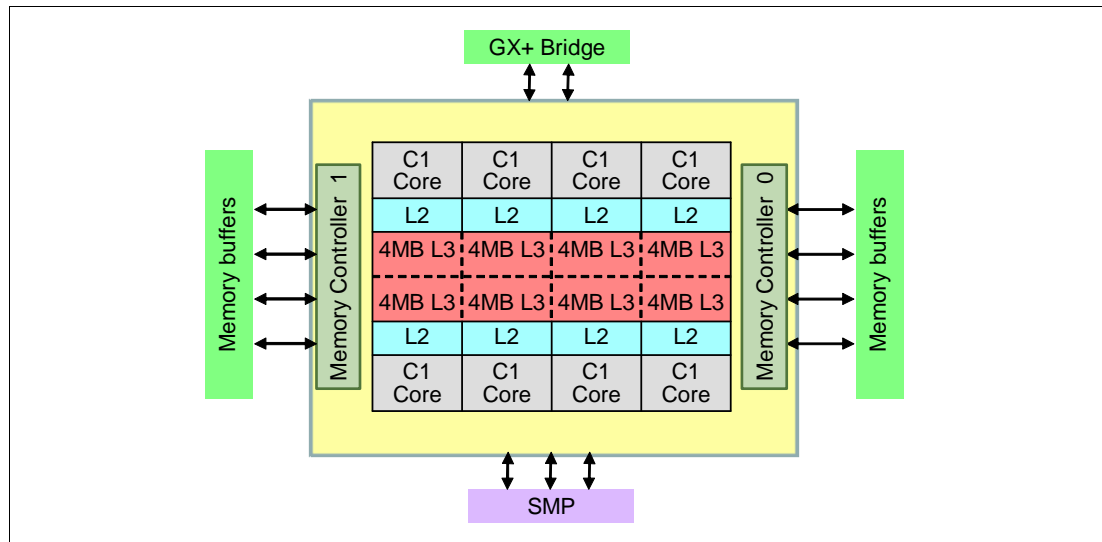 GX+ Bridge
C1 Core C1 Core C1 Core C1 Core
L2 L2 L2 L2
4MB L3 4MB L3 4MB L3 4MB L3
4MB L3 4MB L3 4MB L3 4MB L3
L2 L2 L2 L2
C1 Core C1 Core C1 Core C1 Core
Memory buffers
Memory Controller 1
Memory Controller 0
Memory buffers
SMP